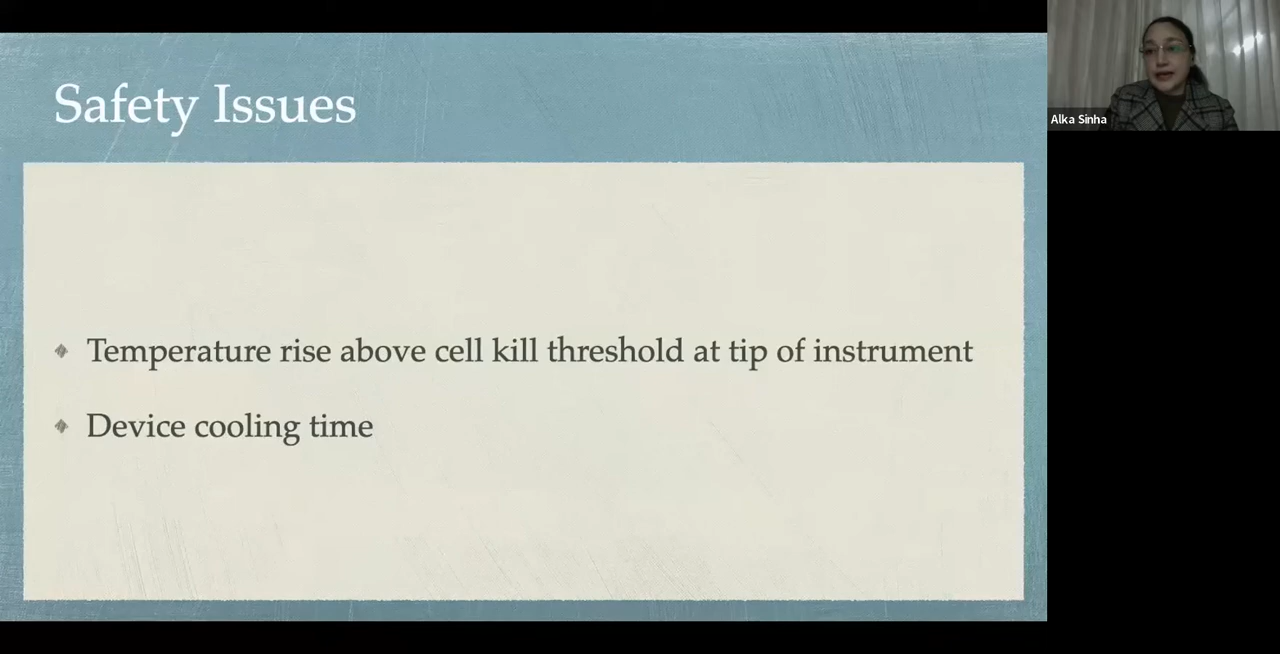 Safety Issues
Temperature rise above cell kill threshold at tip of instrument
Device cooling time
Alka Sinha